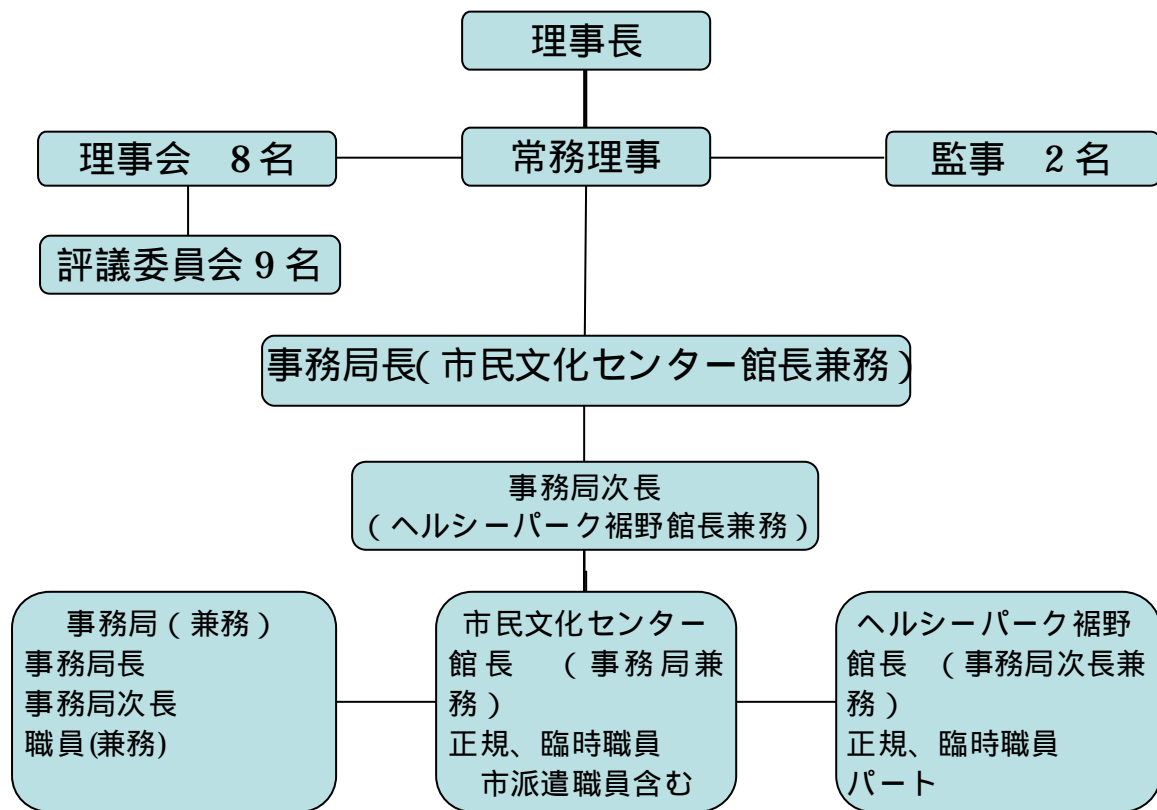 理事長
理事会　8名
常務理事
監事　2名
評議委員会9名
事務局長(市民文化センター館長兼務)
事務局次長
(ヘルシーパーク裾野館長兼務)
事務局(兼務)
事務局長
事務局次長
職員(兼務)
市民文化センター
館長　(事務局兼
務)
正規、臨時職員
市派遣職員含む
ヘルシーパーク裾野
館長　(事務局次長兼
務)
正規、臨時職員
パート